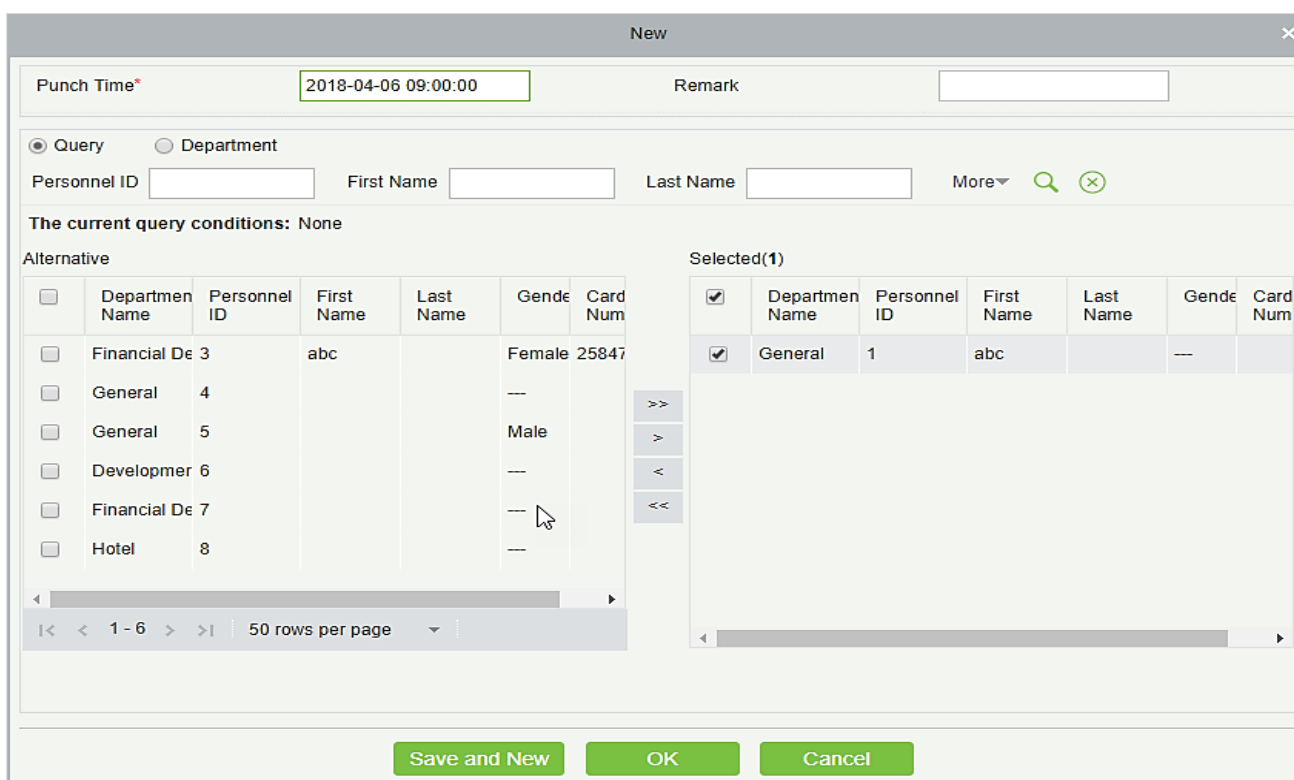 New
Punch Time* 2018-04-06 09:00:00 Remark
Query Department
Personnel ID First Name Last Name More
The current query conditions: None
Alternative
Departmen Name Personnel ID First Name Last Name Gende Card Num
Financial De 3 abc Female 25847
General 4 ---
General 5 Male
Developmer 6 ---
Financial De 7 ---
Hotel 8 ---
1 - 6 50 rows per page
>>
>
<
<<
Selected(1)
Departmen Name Personnel ID First Name Last Name Gende Card Num
General 1 abc ---
Save and New OK Cancel